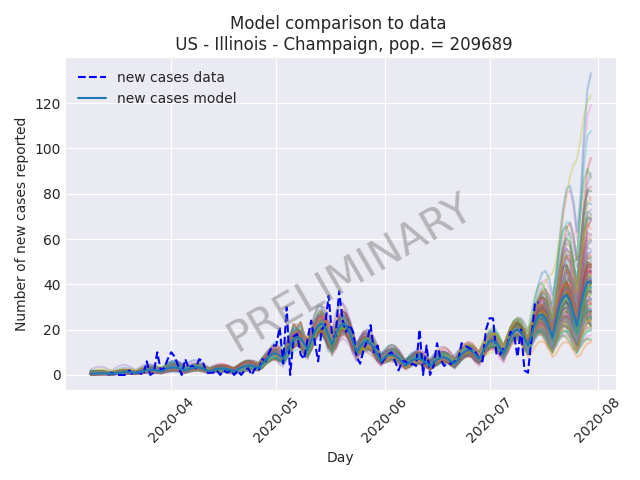 Model comparison to data
US - Illinois - Champaign, pop. = 209689
new cases data
new cases model
120
100
80
60
40
20
0
Number of new cases reported
PRELIMINARY
2020-04
2020-05
2020-06
2020-07
2020-08
Day